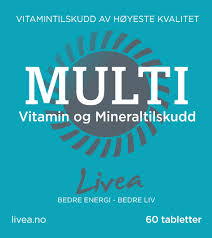 VITAMINTILSKUDD AV HØYESTE KVALITET
MULTI
Vitamin og Mineraltilskudd
Livea
BEDRE ENERGI - BEDRE LIV
livea.no 60 tabletter